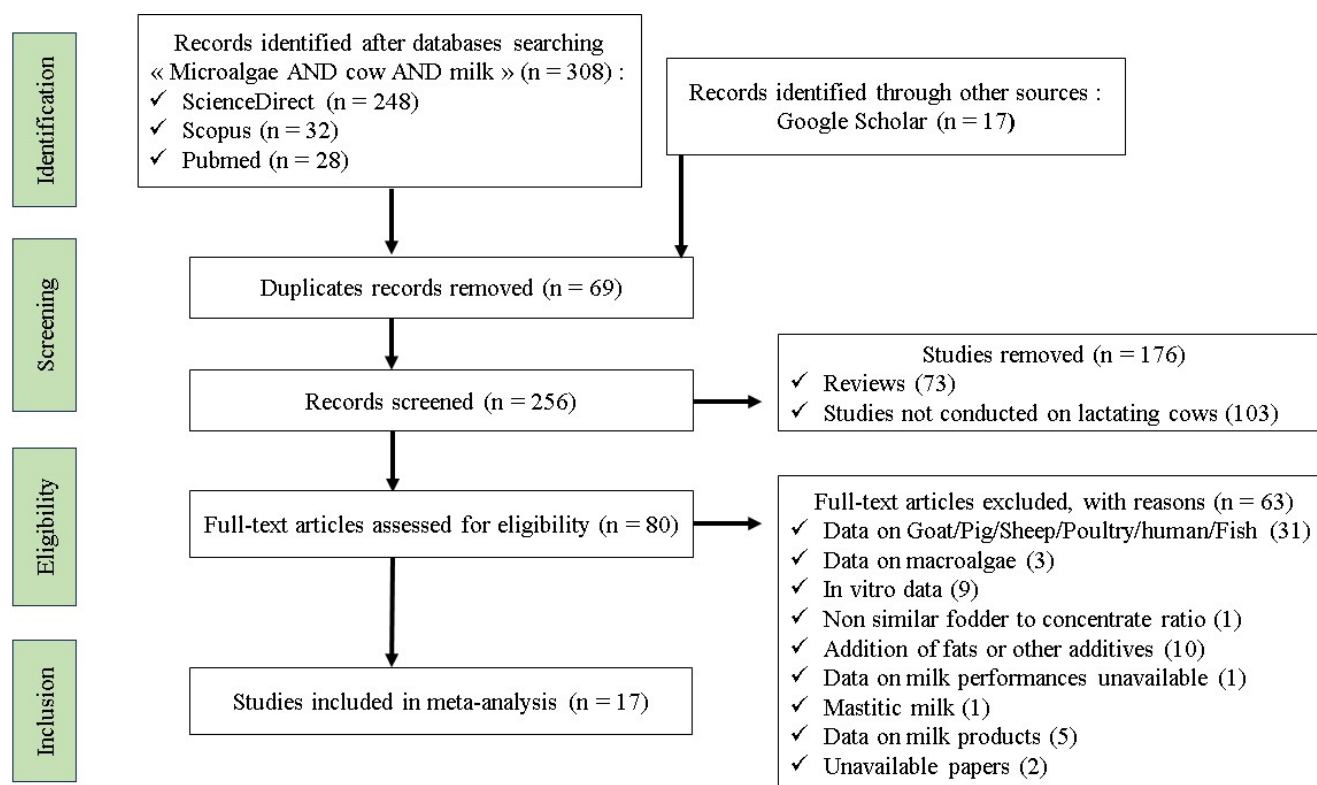 Identification
Records identified after databases searching
« Microalgae AND cow AND milk » (n = 308) :
✓ ScienceDirect (n = 248)
✓ Scopus (n = 32)
✓ Pubmed (n = 28)
Records identified through other sources :
Google Scholar (n = 17)
Screening
Duplicates records removed (n = 69)
Records screened (n = 256)
Studies removed (n = 176)
✓ Reviews (73)
✓ Studies not conducted on lactating cows (103)
Eligibility
Full-text articles assessed for eligibility (n = 80)
Full-text articles excluded, with reasons (n = 63)
✓ Data on Goat/Pig/Sheep/Poultry/human/Fish (31)
✓ Data on macroalgae (3)
✓ In vitro data (9)
✓ Non similar fodder to concentrate ratio (1)
✓ Addition of fats or other additives (10)
✓ Data on milk performances unavailable (1)
✓ Mastitic milk (1)
✓ Data on milk products (5)
✓ Unavailable papers (2)
Inclusion
Studies included in meta-analysis (n = 17)